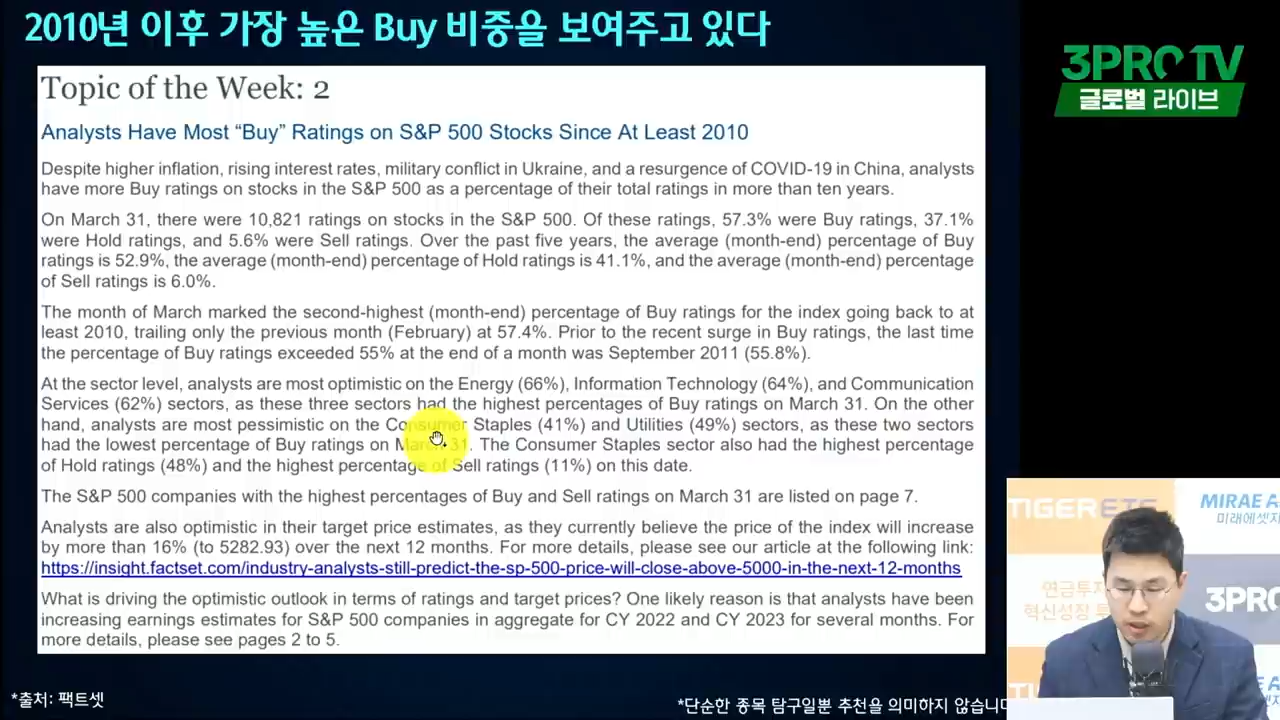 2010년 이후 가장 높은 Buy 비중을 보여주고 있다
3PRO TV
글로벌 라이브
Topic of the Week: 2
Analysts Have Most “Buy” Ratings on S&P 500 Stocks Since At Least 2010
Despite higher inflation, rising interest rates, military conflict in Ukraine, and a resurgence of COVID-19 in China, analysts
have more Buy ratings on stocks in the S&P 500 as a percentage of their total ratings in more than ten years.
On March 31, there were 10,821 ratings on stocks in the S&P 500. Of these ratings, 57.3% were Buy ratings, 37.1%
were Hold ratings, and 5.6% were Sell ratings. Over the past five years, the average (month-end) percentage of Buy
ratings is 52.9%, the average (month-end) percentage of Hold ratings is 41.1%, and the average (month-end) percentage
of Sell ratings is 6.0%.
The month of March marked the second-highest (month-end) percentage of Buy ratings for the index going back to at
least 2010, trailing only the previous month (February) at 57.4%. Prior to the recent surge in Buy ratings, the last time
the percentage of Buy ratings exceeded 55% at the end of a month was September 2011 (55.8%).
At the sector level, analysts are most optimistic on the Energy (66%), Information Technology (64%), and Communication
Services (62%) sectors, as these three sectors had the highest percentages of Buy ratings on March 31. On the other
hand, analysts are most pessimistic on the Consumer Staples (41%) and Utilities (49%) sectors, as these two sectors
had the lowest percentage of Buy ratings on March 31. The Consumer Staples sector also had the highest percentage
of Hold ratings (48%) and the highest percentage of Sell ratings (11%) on this date.
The S&P 500 companies with the highest percentages of Buy and Sell ratings on March 31 are listed on page 7.
Analysts are also optimistic in their target price estimates, as they currently believe the price of the index will increase
by more than 16% (to 5282.93) over the next 12 months. For more details, please see our article at the following link:
https://insight.factset.com/industry-analysts-still-predict-the-sp-500-price-will-close-above-5000-in-the-next-12-months
What is driving the optimistic outlook in terms of ratings and target prices? One likely reason is that analysts have been
increasing earnings estimates for S&P 500 companies in aggregate for CY 2022 and CY 2023 for several months. For
more details, please see pages 2 to 5.
TIGER ETF
MIRAE A
미래에셋자
연금투자
혁신성장
3PRO
*출처: 팩트셋
*단순한 종목 탐구일뿐 추천을 의미하지 않습니다